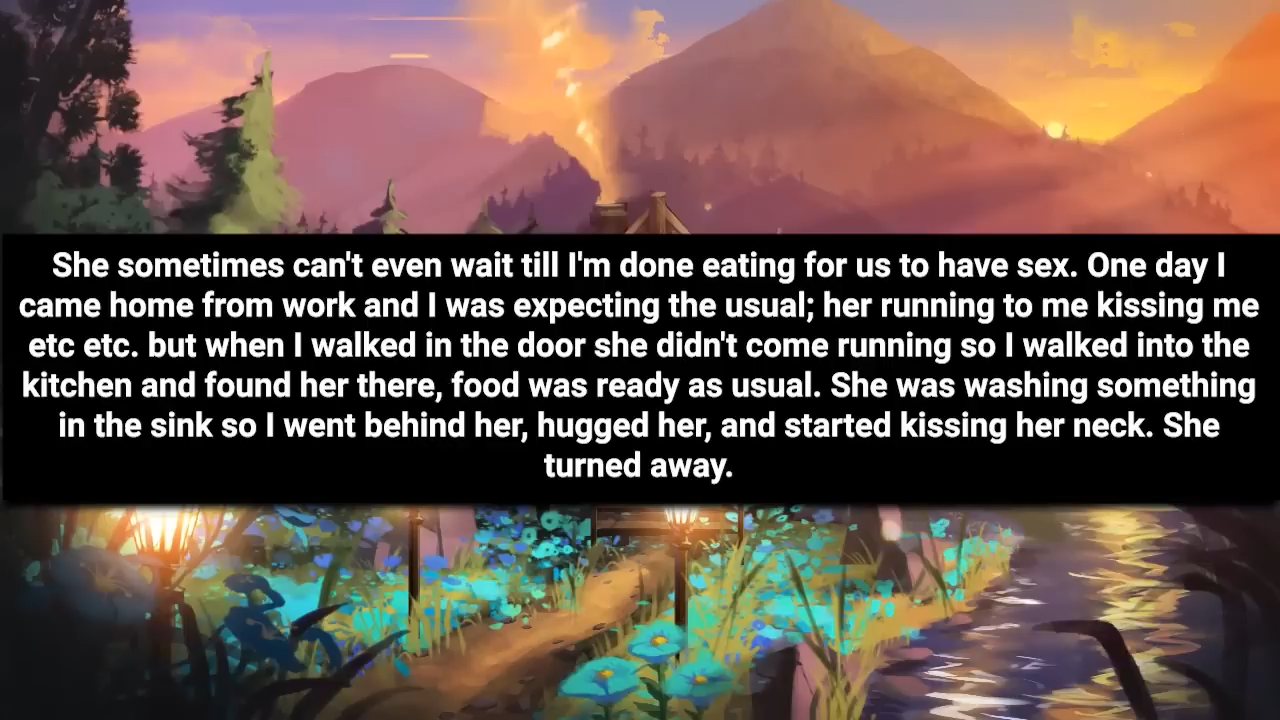 She sometimes can't even wait till I'm done eating for us to have sex. One day I
came home from work and I was expecting the usual; her running to me kissing me
etc etc. but when I walked in the door she didn't come running so I walked into the
kitchen and found her there, food was ready as usual. She was washing something
in the sink so I went behind her, hugged her, and started kissing her neck. She
turned away.